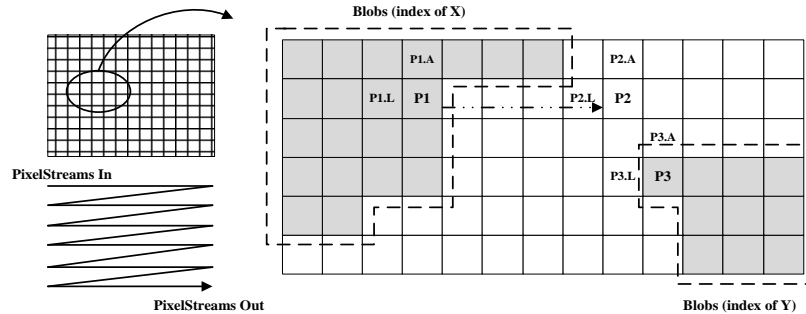 Blobs (index of X)
P1.A
P2.A
P1.L
P1
P2.L
P2
P3.A
P3.L
P3
PixelStreams In
PixelStreams Out
Blobs (index of Y)